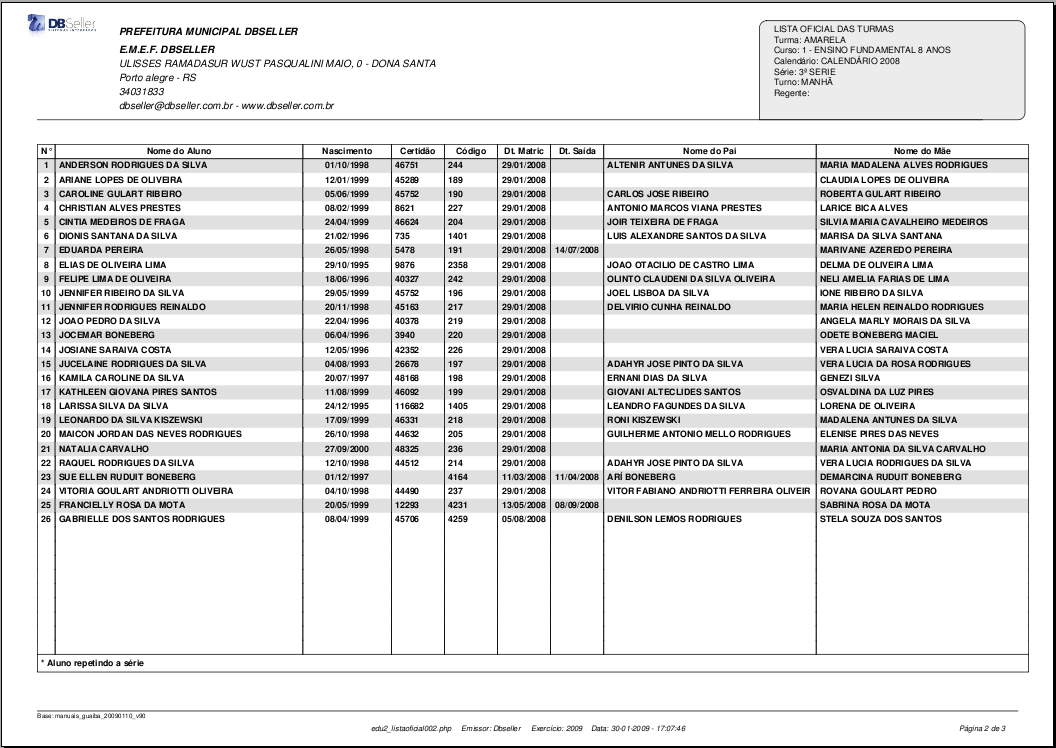 DBSeller
PREFEITURA MUNICIPAL DBSELLER
E.M.E.F. DBSELLER
ULISSES RAMADASUR WUST PASQUALINI MAIO, 0 - DONA SANTA
Porto alegre - RS
34031833
dbseller@dbseller.com.br - www.dbseller.com.br
LISTA OFICIAL DAS TURMAS
Turma: AMARELA
Curso: 1 - ENSINO FUNDAMENTAL 8 ANOS
Calendário: CALENDÁRIO 2008
Série: 3ª SERIE
Turno: MANHÃ
Regente:
N° Nome do Aluno Nascimento Certidão Código Dt. Matric Dt. Saída Nome do Pai Nome do Mãe
1 ANDERSON RODRIGUES DA SILVA 01/10/1998 46751 244 29/01/2008 ALTENIR ANTUNES DA SILVA MARIA MADALENA ALVES RODRIGUES
2 ARIANE LOPES DE OLIVEIRA 12/01/1999 45289 189 29/01/2008 CLAUDIA LOPES DE OLIVEIRA
3 CAROLINE GULART RIBEIRO 05/06/1999 45752 190 29/01/2008 CARLOS JOSE RIBEIRO ROBERTA GULART RIBEIRO
4 CHRISTIAN ALVES PRESTES 08/02/1999 8621 227 29/01/2008 ANTONIO MARCOS VIANA PRESTES LARICE BICA ALVES
5 CINTIA MEDEIROS DE FRAGA 24/04/1999 46624 204 29/01/2008 JOIR TEIXEIRA DE FRAGA SILVIA MARIA CAVALHEIRO MEDEIROS
6 DIONIS SANTANA DA SILVA 21/02/1996 735 1401 29/01/2008 LUIS ALEXANDRE SANTOS DA SILVA MARISA DA SILVA SANTANA
7 EDUARDA PEREIRA 26/05/1998 5478 191 29/01/2008 14/07/2008 MARIVANE AZEREDO PEREIRA
8 ELIAS DE OLIVEIRA LIMA 29/10/1995 9876 2358 29/01/2008 JOAO OTACILIO DE CASTRO LIMA DELMA DE OLIVEIRA LIMA
9 FELIPE LIMA DE OLIVEIRA 18/06/1996 40327 242 29/01/2008 OLINTO CLAUDENI DA SILVA OLIVEIRA NELI AMELIA FARIAS DE LIMA
10 JENNIFER RIBEIRO DA SILVA 29/05/1999 45752 196 29/01/2008 JOEL LISBOA DA SILVA IONE RIBEIRO DA SILVA
11 JENNIFER RODRIGUES REINALDO 20/11/1998 45163 217 29/01/2008 DELVIRIO CUNHA REINALDO MARIA HELEN REINALDO RODRIGUES
12 JOAO PEDRO DA SILVA 22/04/1996 40378 219 29/01/2008 ANGELA MARLY MORAIS DA SILVA
13 JOCEMAR BONEBERG 06/04/1996 3940 220 29/01/2008 ODETE BONEBERG MACIEL
14 JOSIANE SARAIVA COSTA 12/05/1996 42352 226 29/01/2008 VERA LUCIA SARAIVA COSTA
15 JUCELAINE RODRIGUES DA SILVA 04/08/1993 26678 197 29/01/2008 ADAHYR JOSE PINTO DA SILVA VERA LUCIA DA ROSA RODRIGUES
16 KAMILA CAROLINE DA SILVA 20/07/1997 48168 198 29/01/2008 ERNANI DIAS DA SILVA GENEZI SILVA
17 KATHLEEN GIOVANA PIRES SANTOS 11/08/1999 46092 199 29/01/2008 GIOVANI ALTECLIDES SANTOS OSVALDINA DA LUZ PIRES
18 LARISSA SILVA DA SILVA 24/12/1995 116682 1405 29/01/2008 LEANDRO FAGUNDES DA SILVA LORENA DE OLIVEIRA
19 LEONARDO DA SILVA KISZEWSKI 17/09/1999 46331 218 29/01/2008 RONI KISZEWSKI MADALENA ANTUNES DA SILVA
20 MAICON JORDAN DAS NEVES RODRIGUES 26/10/1998 44632 205 29/01/2008 GUILHERME ANTONIO MELLO RODRIGUES ELENISE PIRES DAS NEVES
21 NATALIA CARVALHO 27/09/2000 48325 236 29/01/2008 MARIA ANTONIA DA SILVA CARVALHO
22 RAQUEL RODRIGUES DA SILVA 12/10/1998 44512 214 29/01/2008 ADAHYR JOSE PINTO DA SILVA VERA LUCIA RODRIGUES DA SILVA
23 SUE ELLEN RUDUIT BONEBERG 01/12/1997 4164 11/03/2008 11/04/2008 ARÍ BONEBERG DEMARCINA RUDUIT BONEBERG
24 VITORIA GOULART ANDRIOTTI OLIVEIRA 04/10/1998 44490 237 29/01/2008 VITOR FABIANO ANDRIOTTI FERREIRA OLIVEIR ROVANA GOULART PEDRO
25 FRANCIELLY ROSA DA MOTA 20/05/1999 12293 4231 13/05/2008 08/09/2008 SABRINA ROSA DA MOTA
26 GABRIELLE DOS SANTOS RODRIGUES 08/04/1999 45706 4259 05/08/2008 DENILSON LEMOS RODRIGUES STELA SOUZA DOS SANTOS
* Aluno repetindo a série
Base: manuais_guaiba_20090110_v90
edu2_listaoficial002.php Emissor: Dbseller Exercício: 2009 Data: 30-01-2009 - 17:07:46
Página 2 de 3